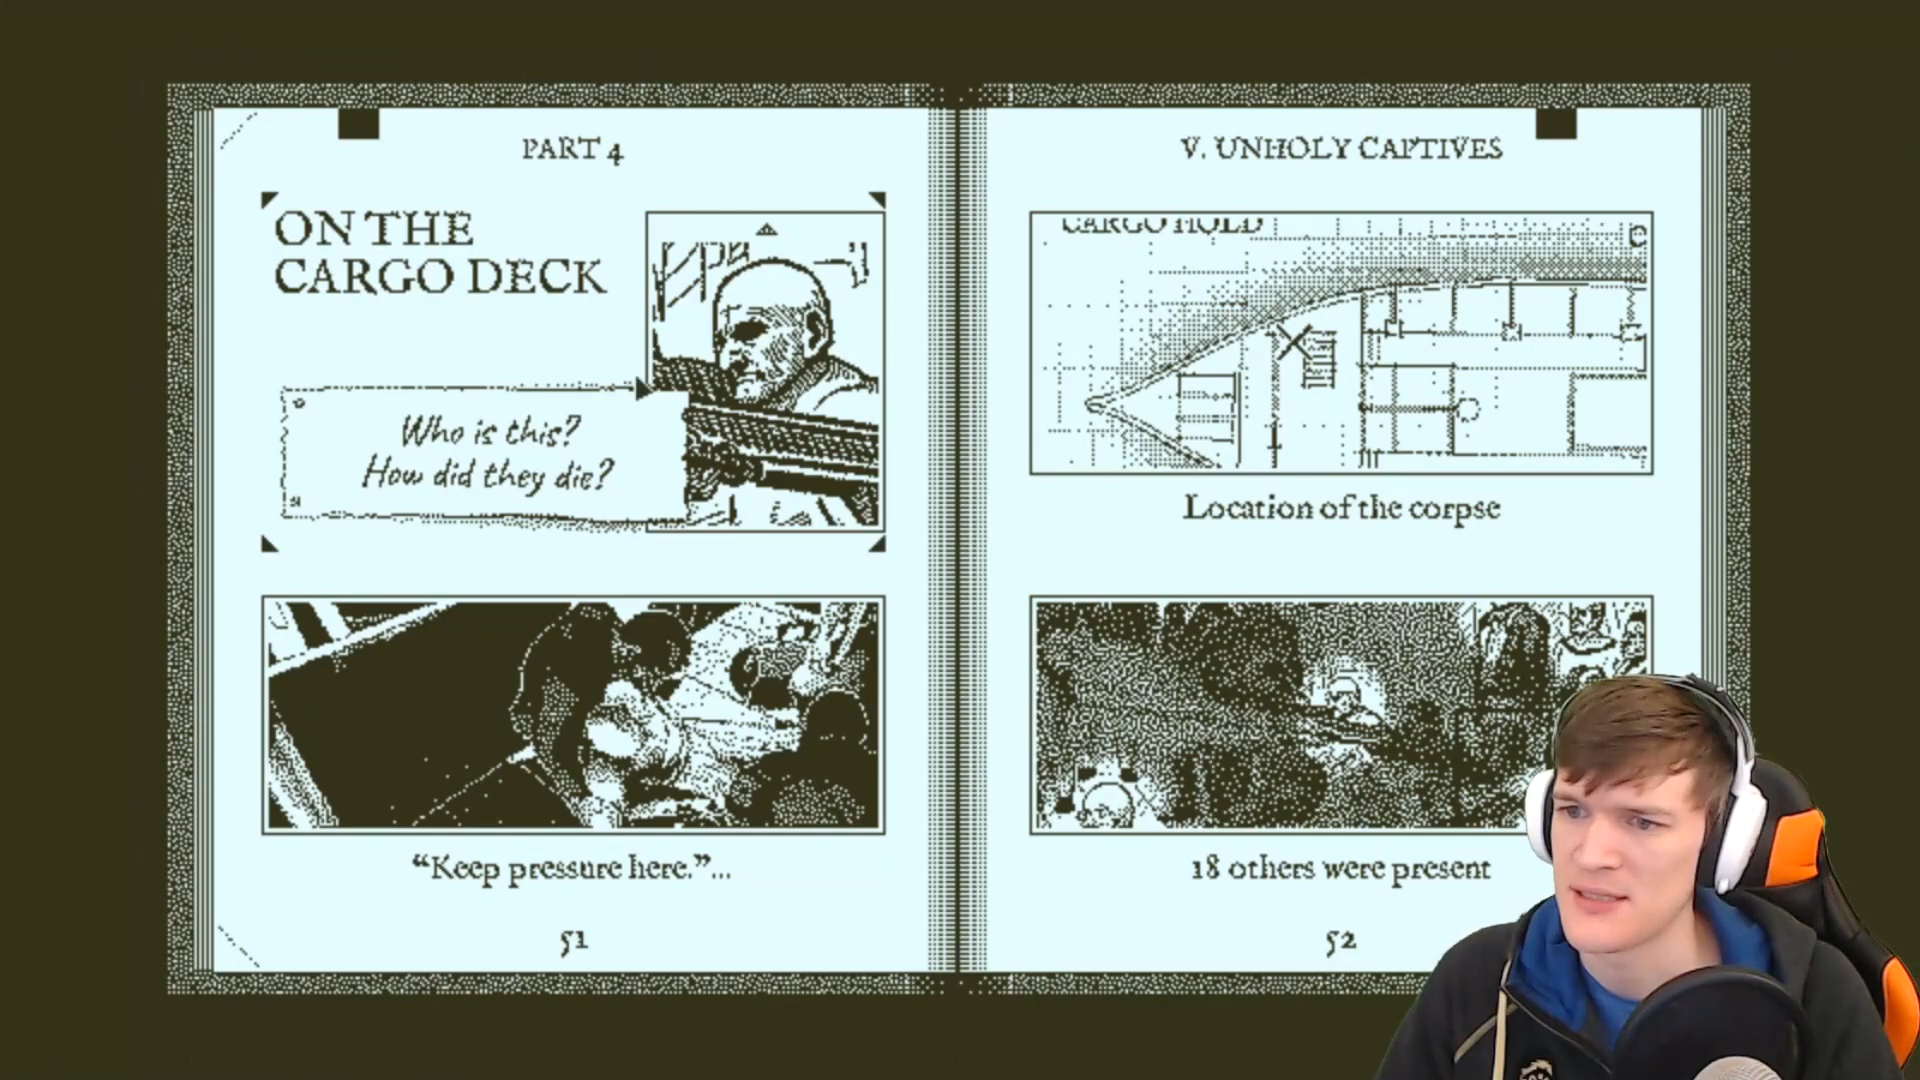 PART 4
ON THE
CARGO DECK
Who is this?
How did they die?
“Keep pressure here.”...
51
V. UNHOLY CAPTIVES
CARGO HOLD
C
Location of the corpse
18 others were present
52